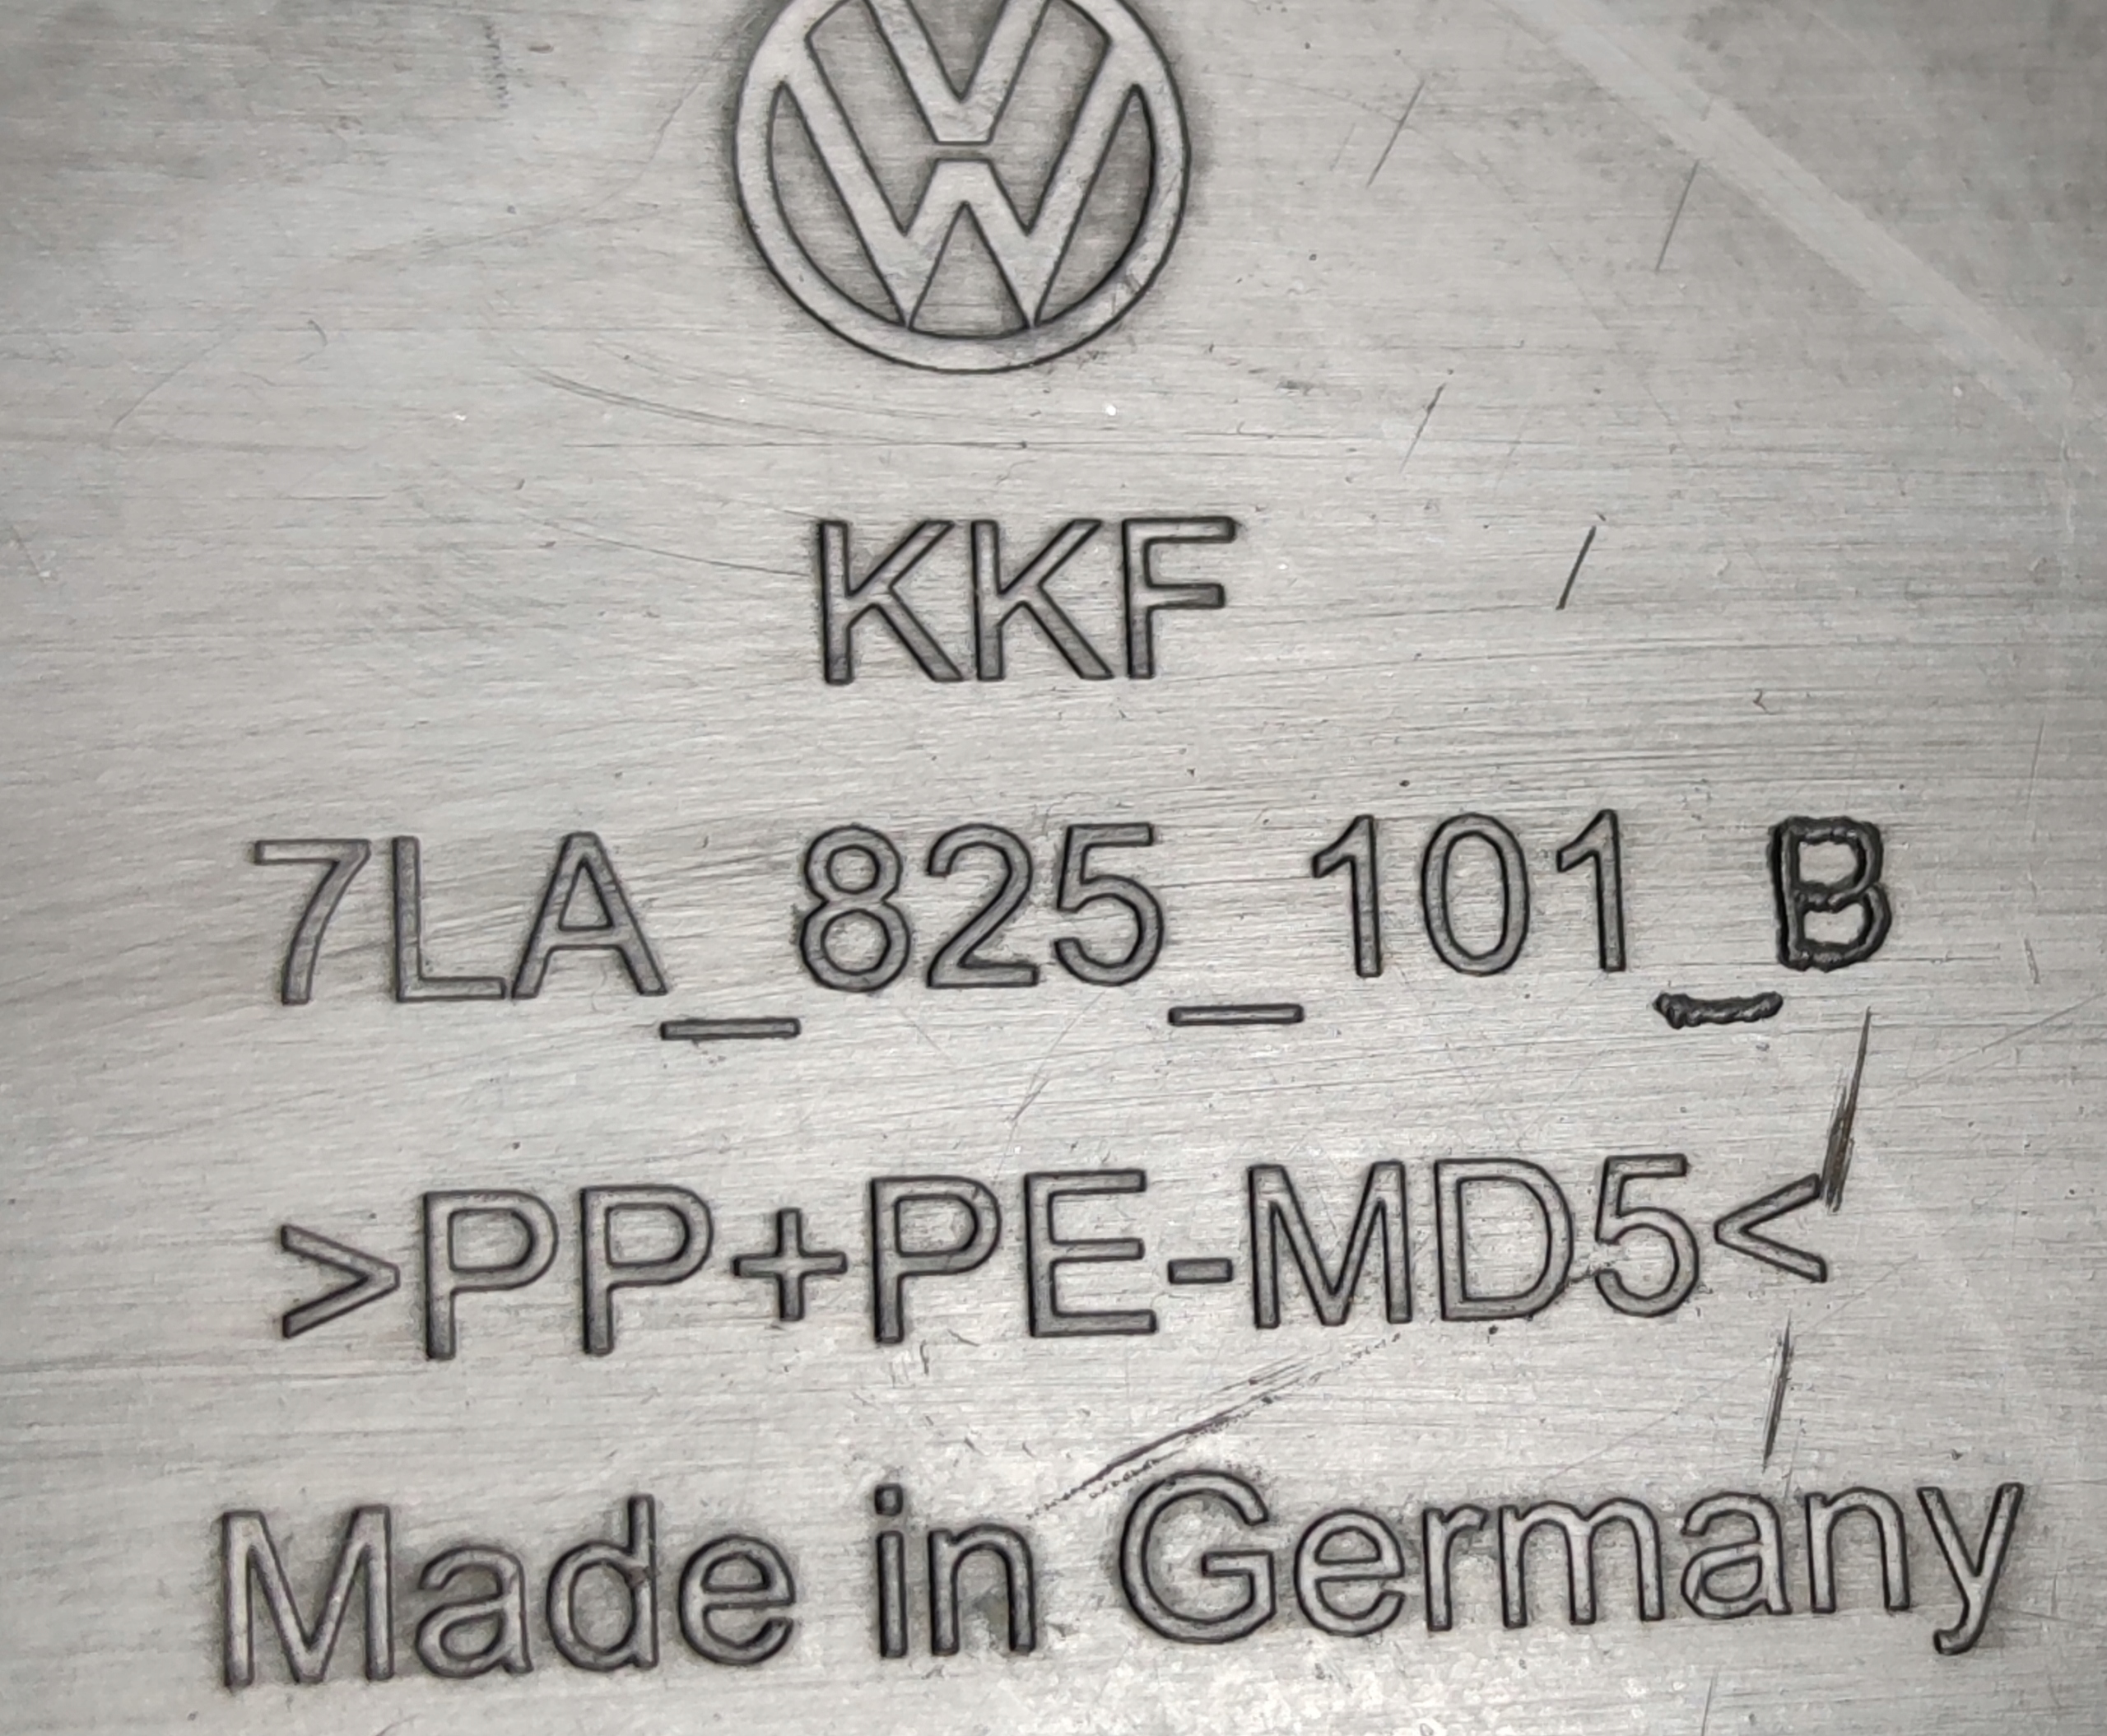 KKF
7LA_825_101_B
>PP+PE-MD5<
Made in Germany